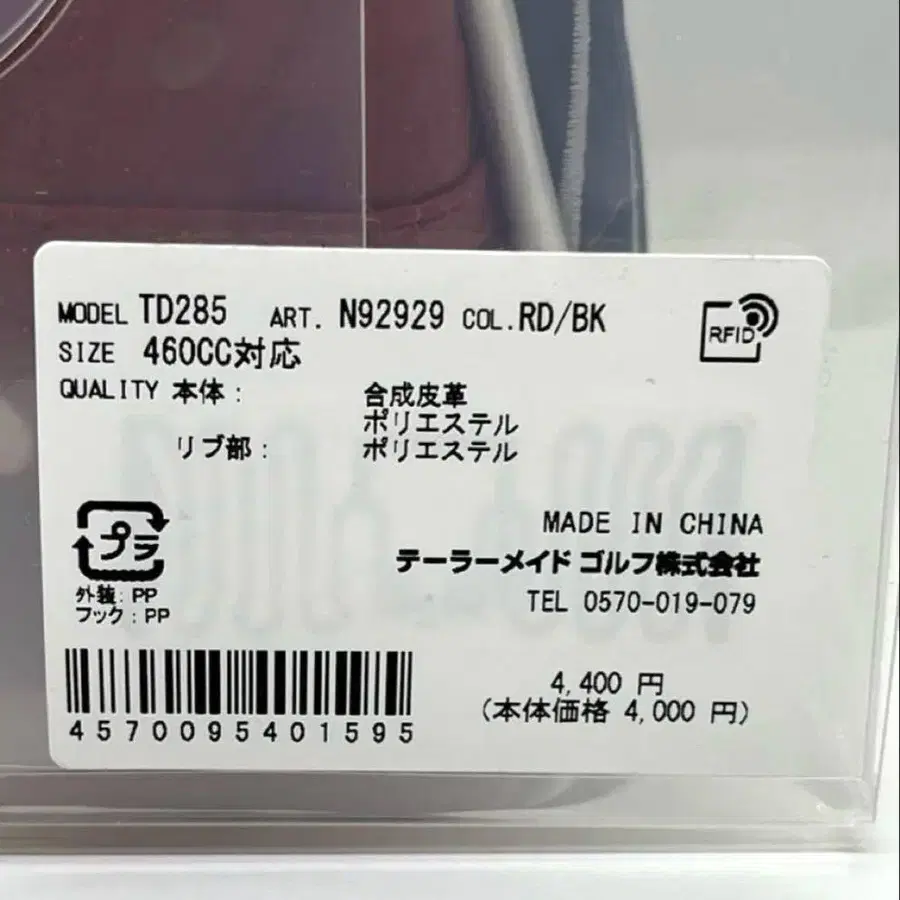 MODEL TD285 ART. N92929 COL.RD/BK
RFID
SIZE 460CC対応
QUALITY 本体: 合成皮革
ポリエステル
リブ部: ポリエステル
MADE IN CHINA
テーラーメイド ゴルフ株式会社
TEL 0570-019-079
プラ
外装:PP
フック:PP
4570095401595
4,400 円
(本体価格 4,000 円)